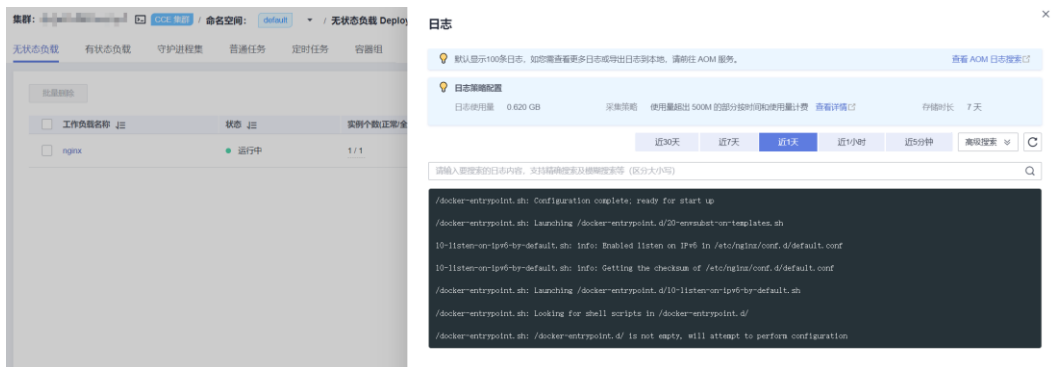 集群: CCE 集群 / 命名空间: default / 无状态负载 Deploy
无状态负载 有状态负载 守护进程集 普通任务 定时任务 容器组
批量删除
工作负载名称 状态 实例个数(正常/全
nginx 运行中 1 / 1
日志
默认显示100条日志, 如您需查看更多日志或导出日志到本地, 请前往 AOM 服务。 查看 AOM 日志搜索
日志策略配置
日志使用量 0.620 GB 采集策略 使用量超出 500M 的部分按时间和使用量计费 查看详情 存储时长 7 天
近30天 近7天 近1天 近1小时 近5分钟 高级搜索
请输入要搜索的日志内容, 支持精确搜索及模糊搜索等 (区分大小写)
/docker-entrypoint.sh: Configuration complete; ready for start up
/docker-entrypoint.sh: Launching /docker-entrypoint.d/20-envsubst-on-templates.sh
10-listen-on-ipv6-by-default.sh: info: Enabled listen on IPv6 in /etc/nginx/conf.d/default.conf
10-listen-on-ipv6-by-default.sh: info: Getting the checksum of /etc/nginx/conf.d/default.conf
/docker-entrypoint.sh: Launching /docker-entrypoint.d/10-listen-on-ipv6-by-default.sh
/docker-entrypoint.sh: Looking for shell scripts in /docker-entrypoint.d/
/docker-entrypoint.sh: /docker-entrypoint.d/ is not empty, will attempt to perform configuration